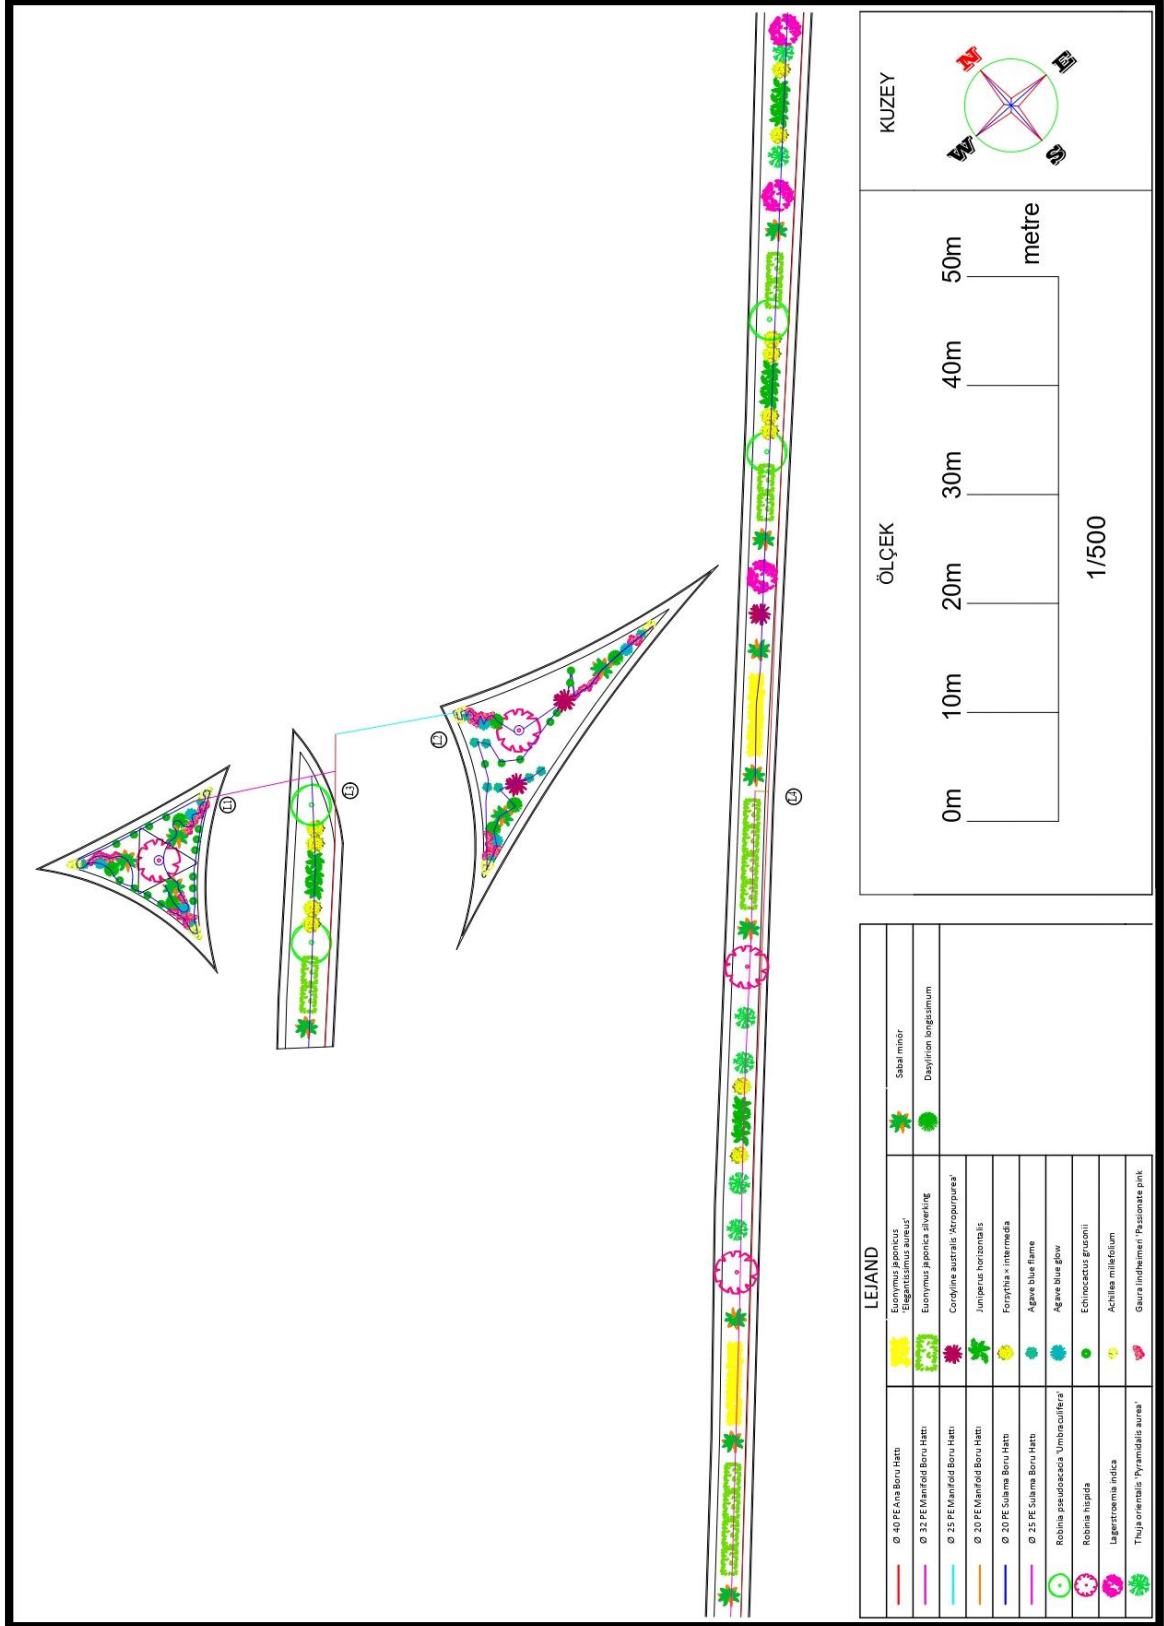 L1
L2
L3
L4
LEJAND
Ø 40 PE Ana Boru Hattı
Ø 32 PE Manifold Boru Hattı
Ø 25 PE Manifold Boru Hattı
Ø 20 PE Manifold Boru Hattı
Ø 20 PE Sulama Boru Hattı
Ø 25 PE Sulama Boru Hattı
Robinia pseudoacacia 'Umbraculifera'
Robinia hispida
Lagerstroemia indica
Thuja orientalis 'Pyramidalis aurea'
Euonymus japonicus
'Elegantissimus aureus'
Euonymus japonica silverking
Cordyline australis 'Atropurpurea'
Juniperus horizontalis
Forsythia × intermedia
Agave blue flame
Agave blue glow
Echinocactus grusonii
Achillea millefolium
Gaura lindheimeri 'Passionate pink
Sabal minör
Dasylirion longissimum
ÖLÇEK
0m 10m 20m 30m 40m 50m
metre
1/500
KUZEY
N
E
W
S